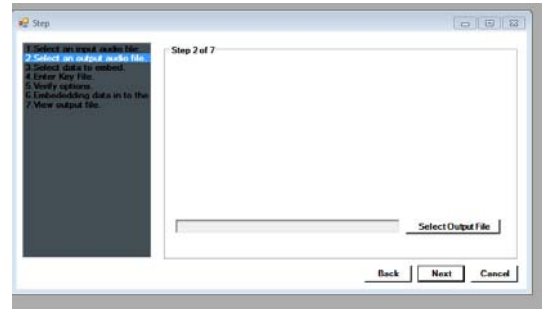 Step
1.Select an input audio file.
2.Select an output audio file.
3.Select data to embed.
4.Enter Key File.
5.Verify options.
6.Embededding data in to the
7.View output file.
Step 2 of 7
Select Output File
Back
Next
Cancel